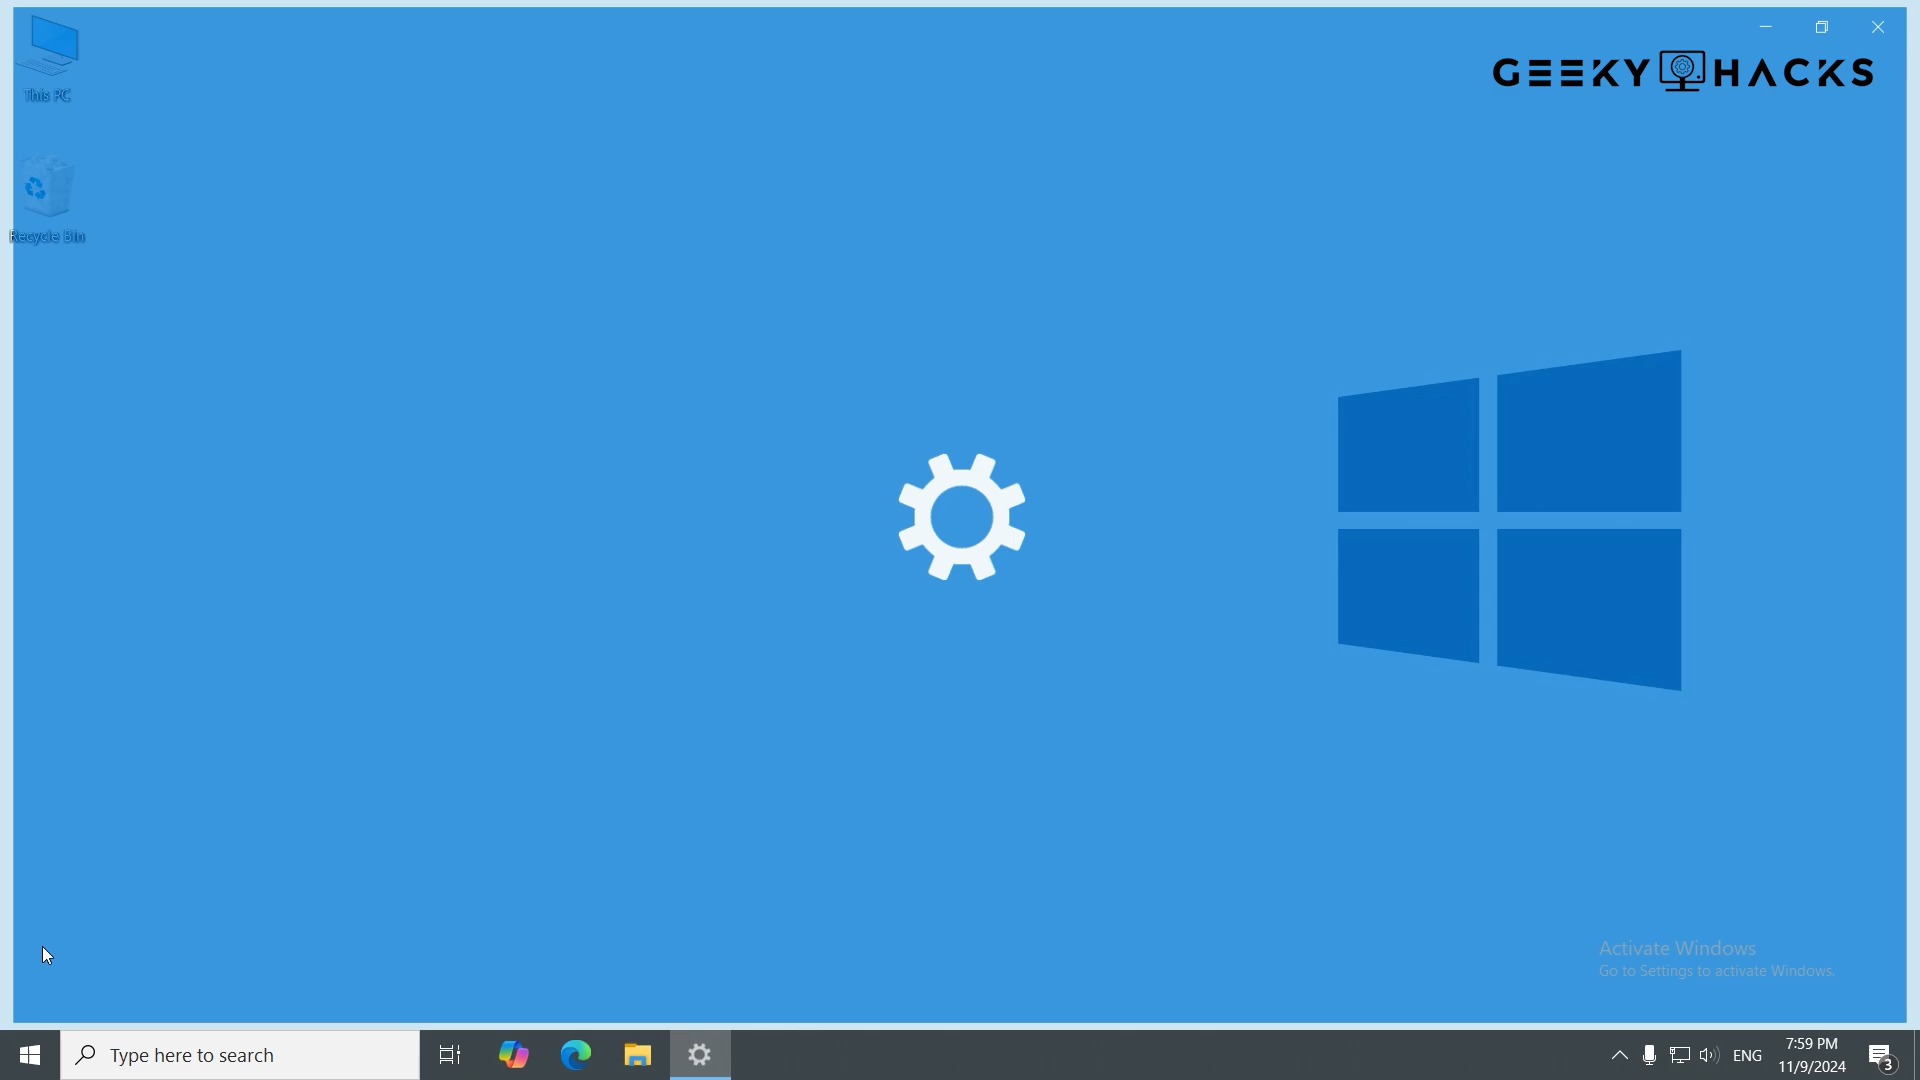 This PC
GEEKY HACKS
Recycle Bin
Activate Windows
Go to Settings to activate Windows.
Type here to search
ENG
7:59 PM
11/9/2024
3